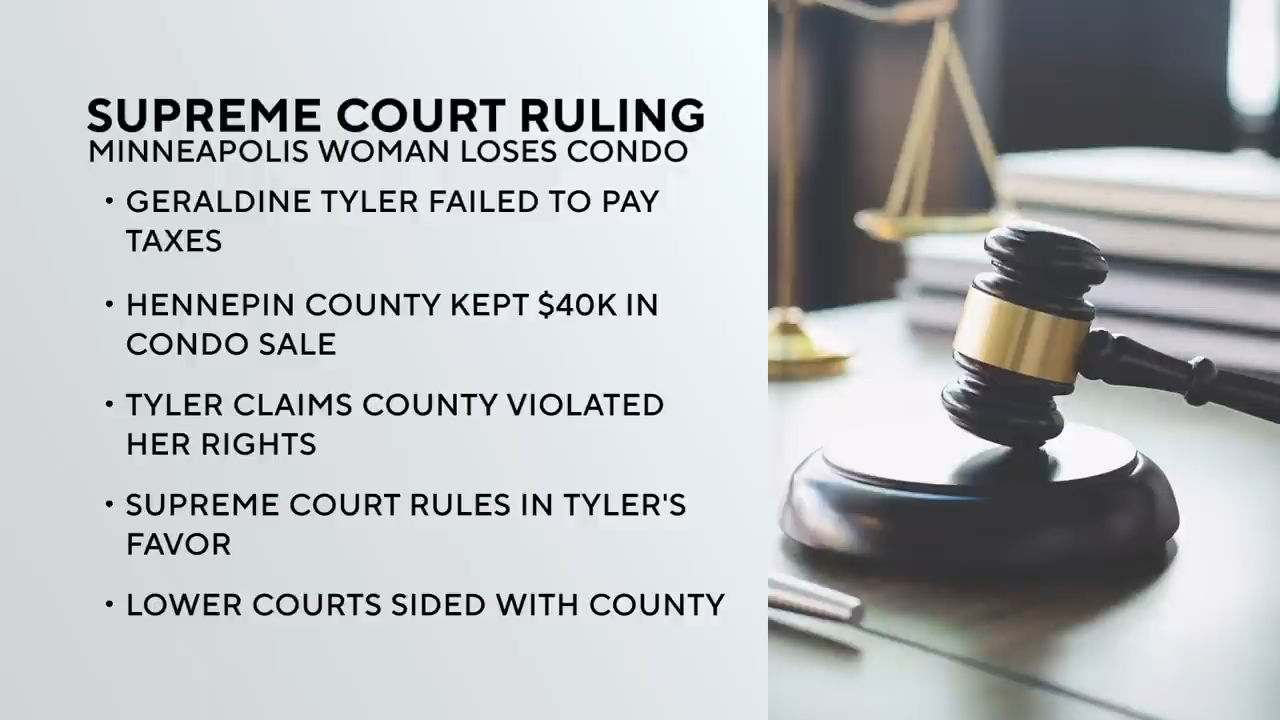 SUPREME COURT RULING
MINNEAPOLIS WOMAN LOSES CONDO
• GERALDINE TYLER FAILED TO PAY
TAXES
• HENNEPIN COUNTY KEPT $40K IN
CONDO SALE
• TYLER CLAIMS COUNTY VIOLATED
HER RIGHTS
• SUPREME COURT RULES IN TYLER'S
FAVOR
• LOWER COURTS SIDED WITH COUNTY